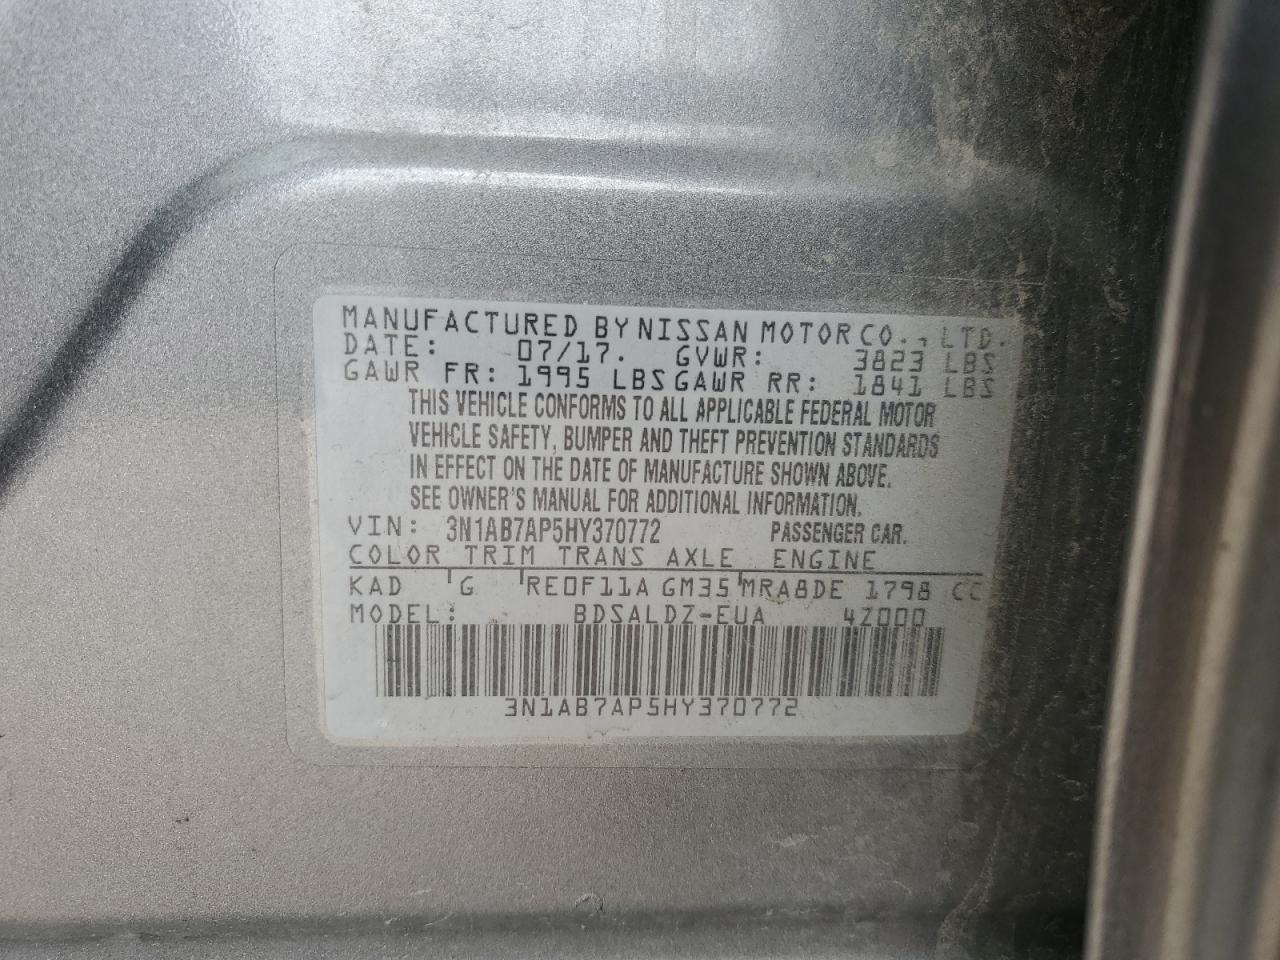 MANUFACTURED BY NISSAN MOTOR CO., LTD.
DATE: 07/17. GVWR: 3823 LBS
GAWR FR: 1995 LBS GAWR RR: 1841 LBS
THIS VEHICLE CONFORMS TO ALL APPLICABLE FEDERAL MOTOR
VEHICLE SAFETY, BUMPER AND THEFT PREVENTION STANDARDS
IN EFFECT ON THE DATE OF MANUFACTURE SHOWN ABOVE.
SEE OWNER'S MANUAL FOR ADDITIONAL INFORMATION.
VIN: 3N1AB7AP5HY370772 PASSENGER CAR.
COLOR TRIM TRANS AXLE ENGINE
KAD G RE0F11A GM35 MRA8DE 1798 CC
MODEL: BDSALDZ-EUA 4Z000
3N1AB7AP5HY370772